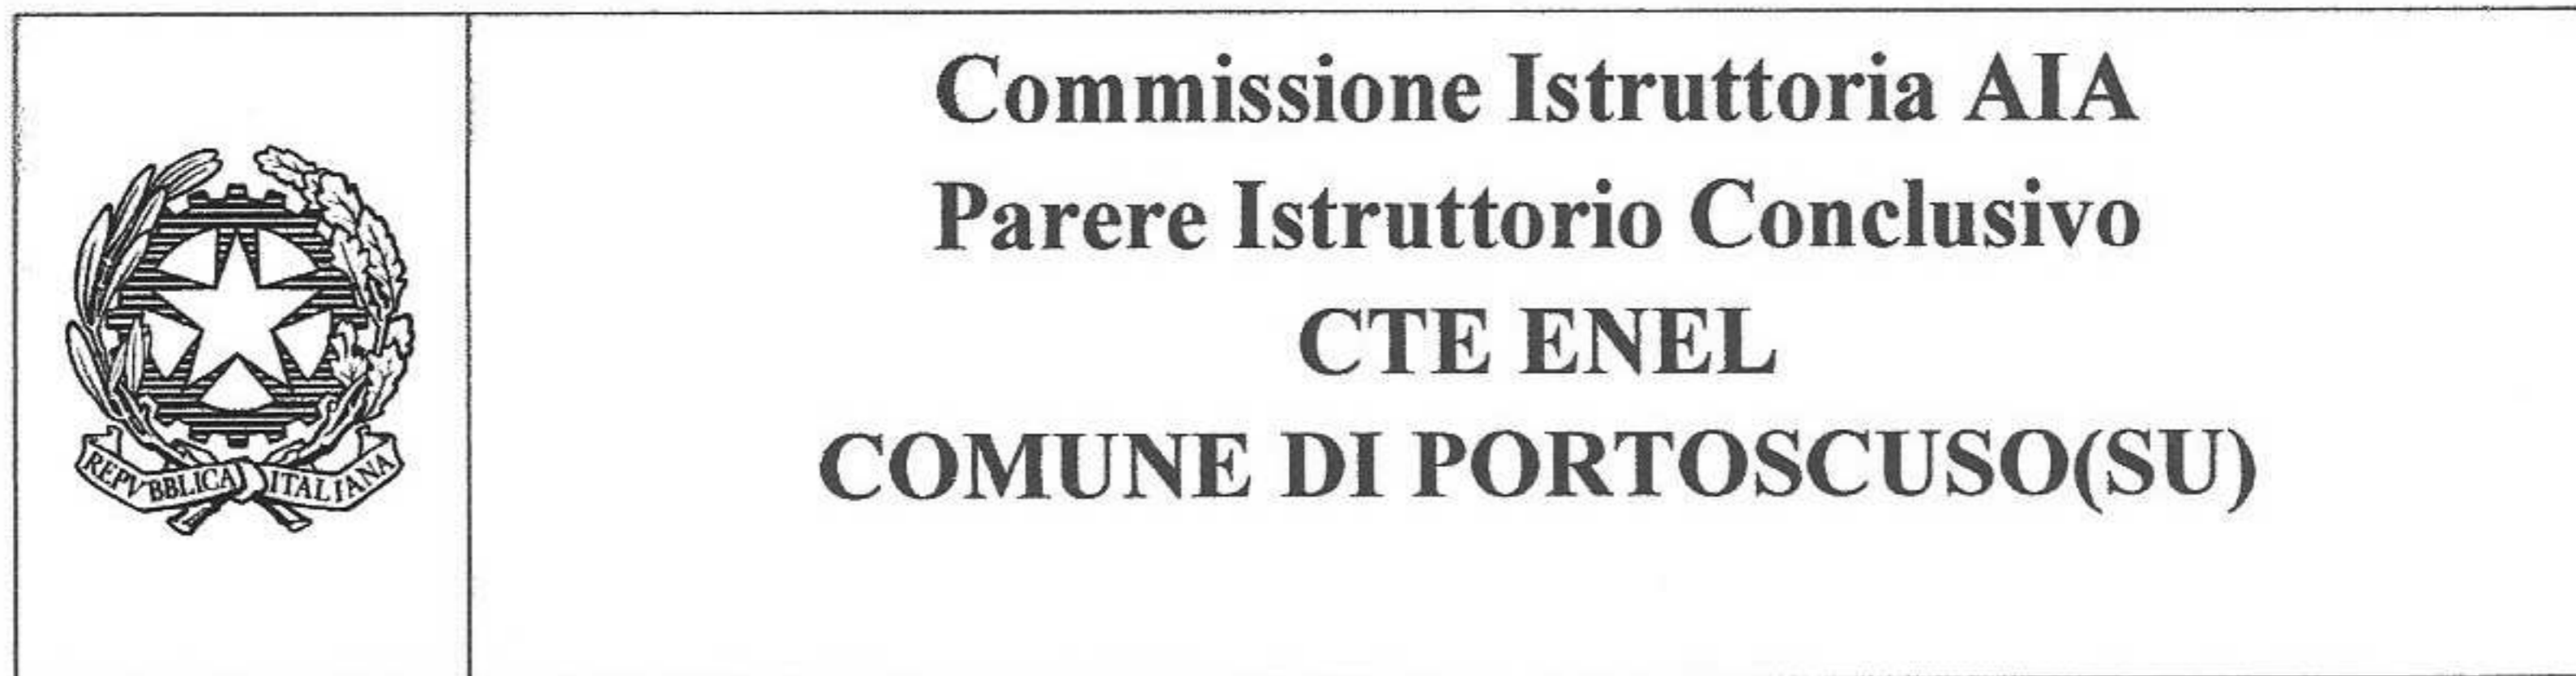 Commissione Istruttoria AIA
Parere Istruttorio Conclusivo
CTE ENEL
COMUNE DI PORTOSCUSO(SU)
REPVBBLICA ITALIANA